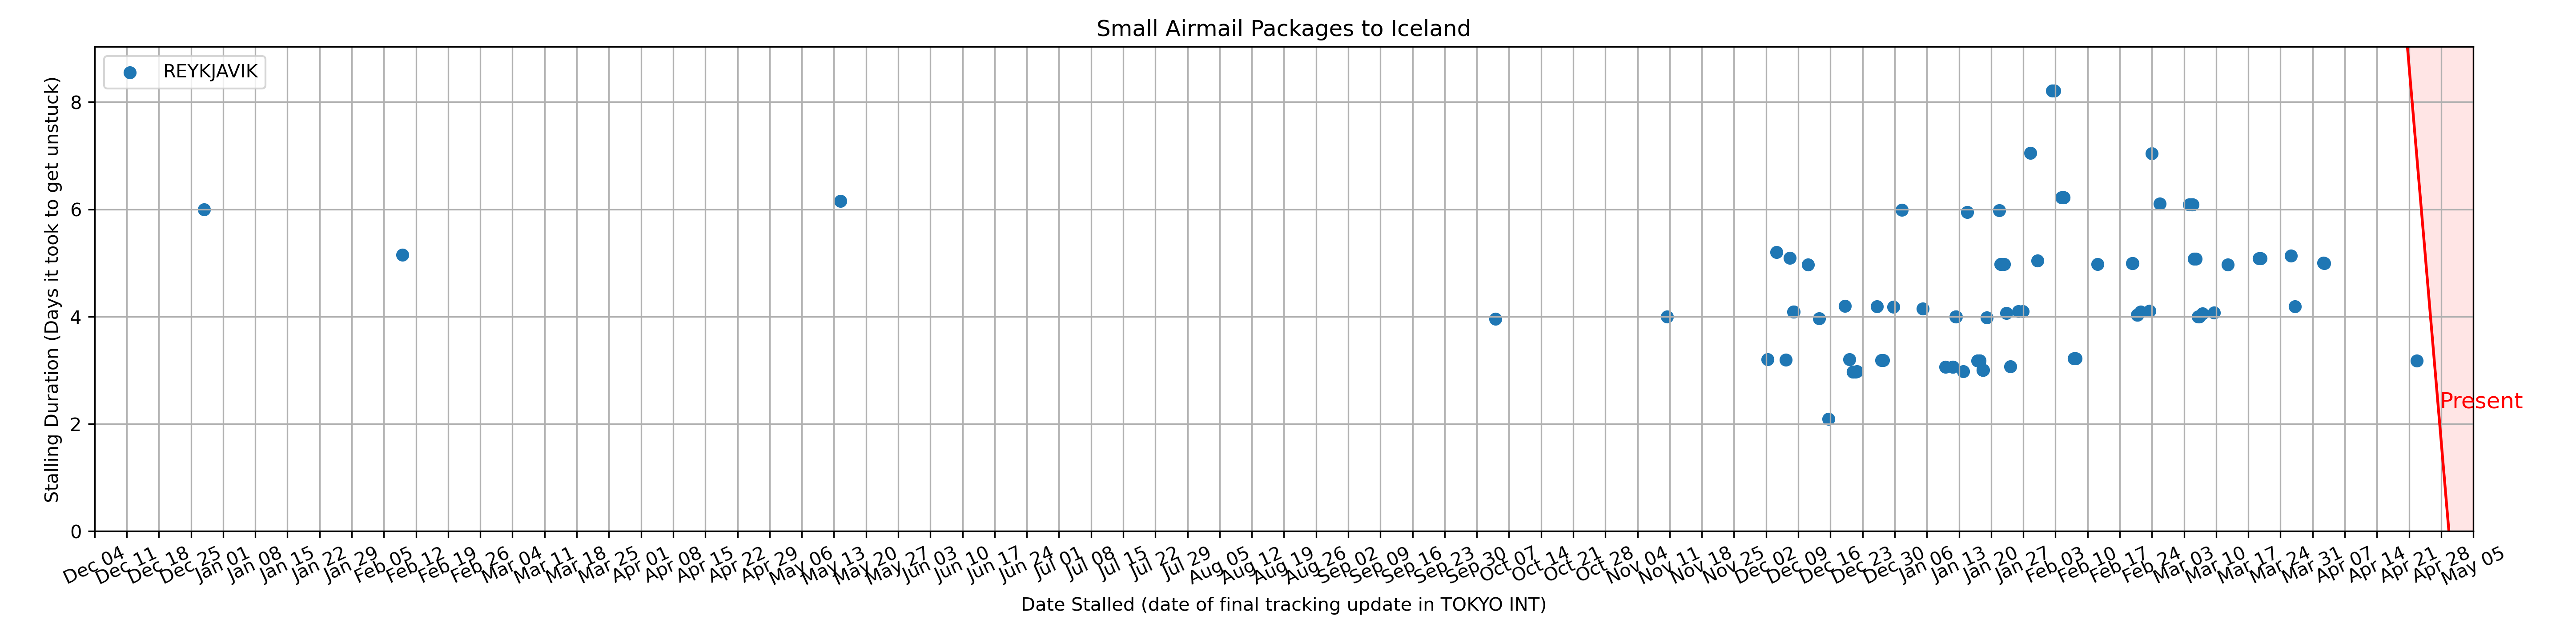 Small Airmail Packages to Iceland
REYKJAVIK
Stalling Duration (Days it took to get unstuck)
8
6
4
2
0
Present
Dec 04 Dec 11 Dec 18 Dec 25 Jan 01 Jan 08 Jan 15 Jan 22 Jan 29 Feb 05 Feb 12 Feb 19 Feb 26 Mar 04 Mar 11 Mar 18 Mar 25 Apr 01 Apr 08 Apr 15 Apr 22 Apr 29 May 06 May 13 May 20 May 27 Jun 03 Jun 10 Jun 17 Jun 24 Jul 01 Jul 08 Jul 15 Jul 22 Jul 29 Aug 05 Aug 12 Aug 19 Aug 26 Sep 02 Sep 09 Sep 16 Sep 23 Sep 30 Oct 07 Oct 14 Oct 21 Oct 28 Nov 04 Nov 11 Nov 18 Nov 25 Dec 02 Dec 09 Dec 16 Dec 23 Dec 30 Jan 06 Jan 13 Jan 20 Jan 27 Feb 03 Feb 10 Feb 17 Feb 24 Mar 03 Mar 10 Mar 17 Mar 24 Mar 31 Apr 07 Apr 14 Apr 21 Apr 28 May 05
Date Stalled (date of final tracking update in TOKYO INT)